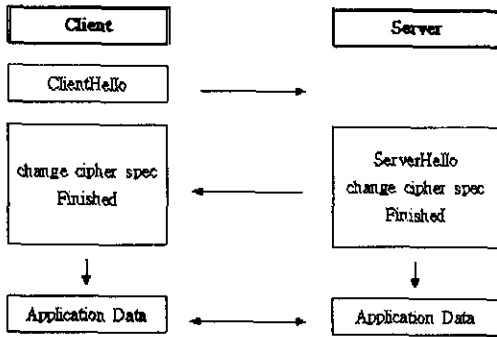 Client
Server
ClientHello
change cipher spec
Finished
ServerHello
change cipher spec
Finished
Application Data
Application Data